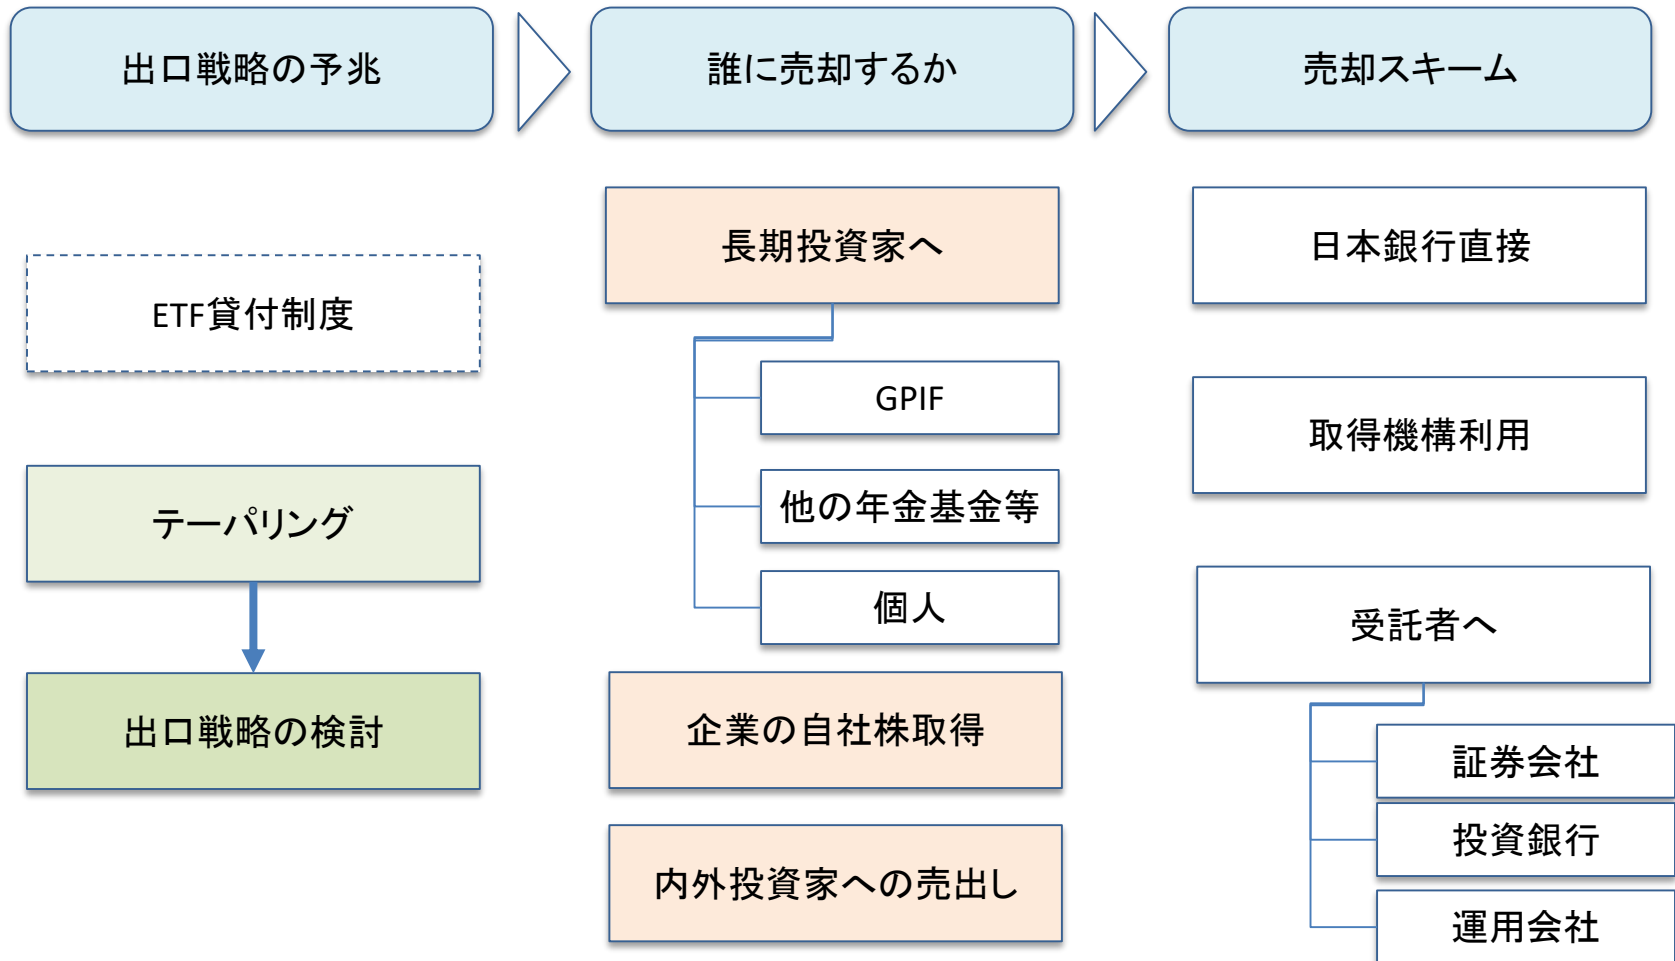 出口戦略の予兆
誰に売却するか
売却スキーム
ETF貸付制度
テーパリング
出口戦略の検討
長期投資家へ
GPIF
他の年金基金等
個人
企業の自社株取得
内外投資家への売出し
日本銀行直接
取得機構利用
受託者へ
証券会社
投資銀行
運用会社